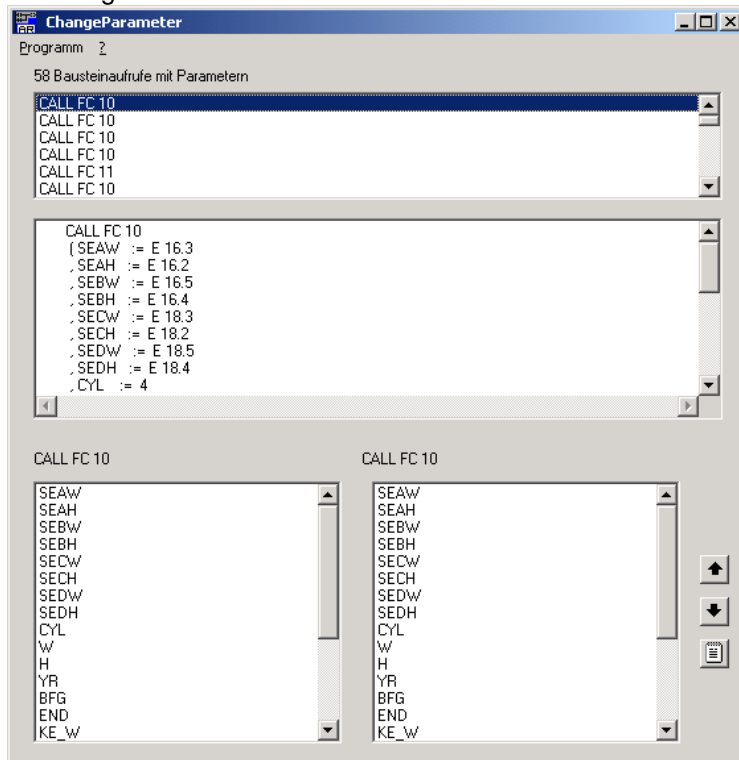 ChangeParameter
AR
Programm ?
58 Bausteinaufrufe mit Parametern
CALL FC 10
CALL FC 10
CALL FC 10
CALL FC 10
CALL FC 11
CALL FC 10
CALL FC 10
(SEAW := E 16.3
,SEAH := E 16.2
,SEBW := E 16.5
,SEBH := E 16.4
,SECW := E 18.3
,SECH := E 18.2
,SEDW := E 18.5
,SEDH := E 18.4
,CYL := 4
CALL FC 10
SEAW
SEAH
SEBW
SEBH
SECW
SECH
SEDW
SEDH
CYL
W
H
YR
BFG
END
KE_W
CALL FC 10
SEAW
SEAH
SEBW
SEBH
SECW
SECH
SEDW
SEDH
CYL
W
H
YR
BFG
END
KE_W